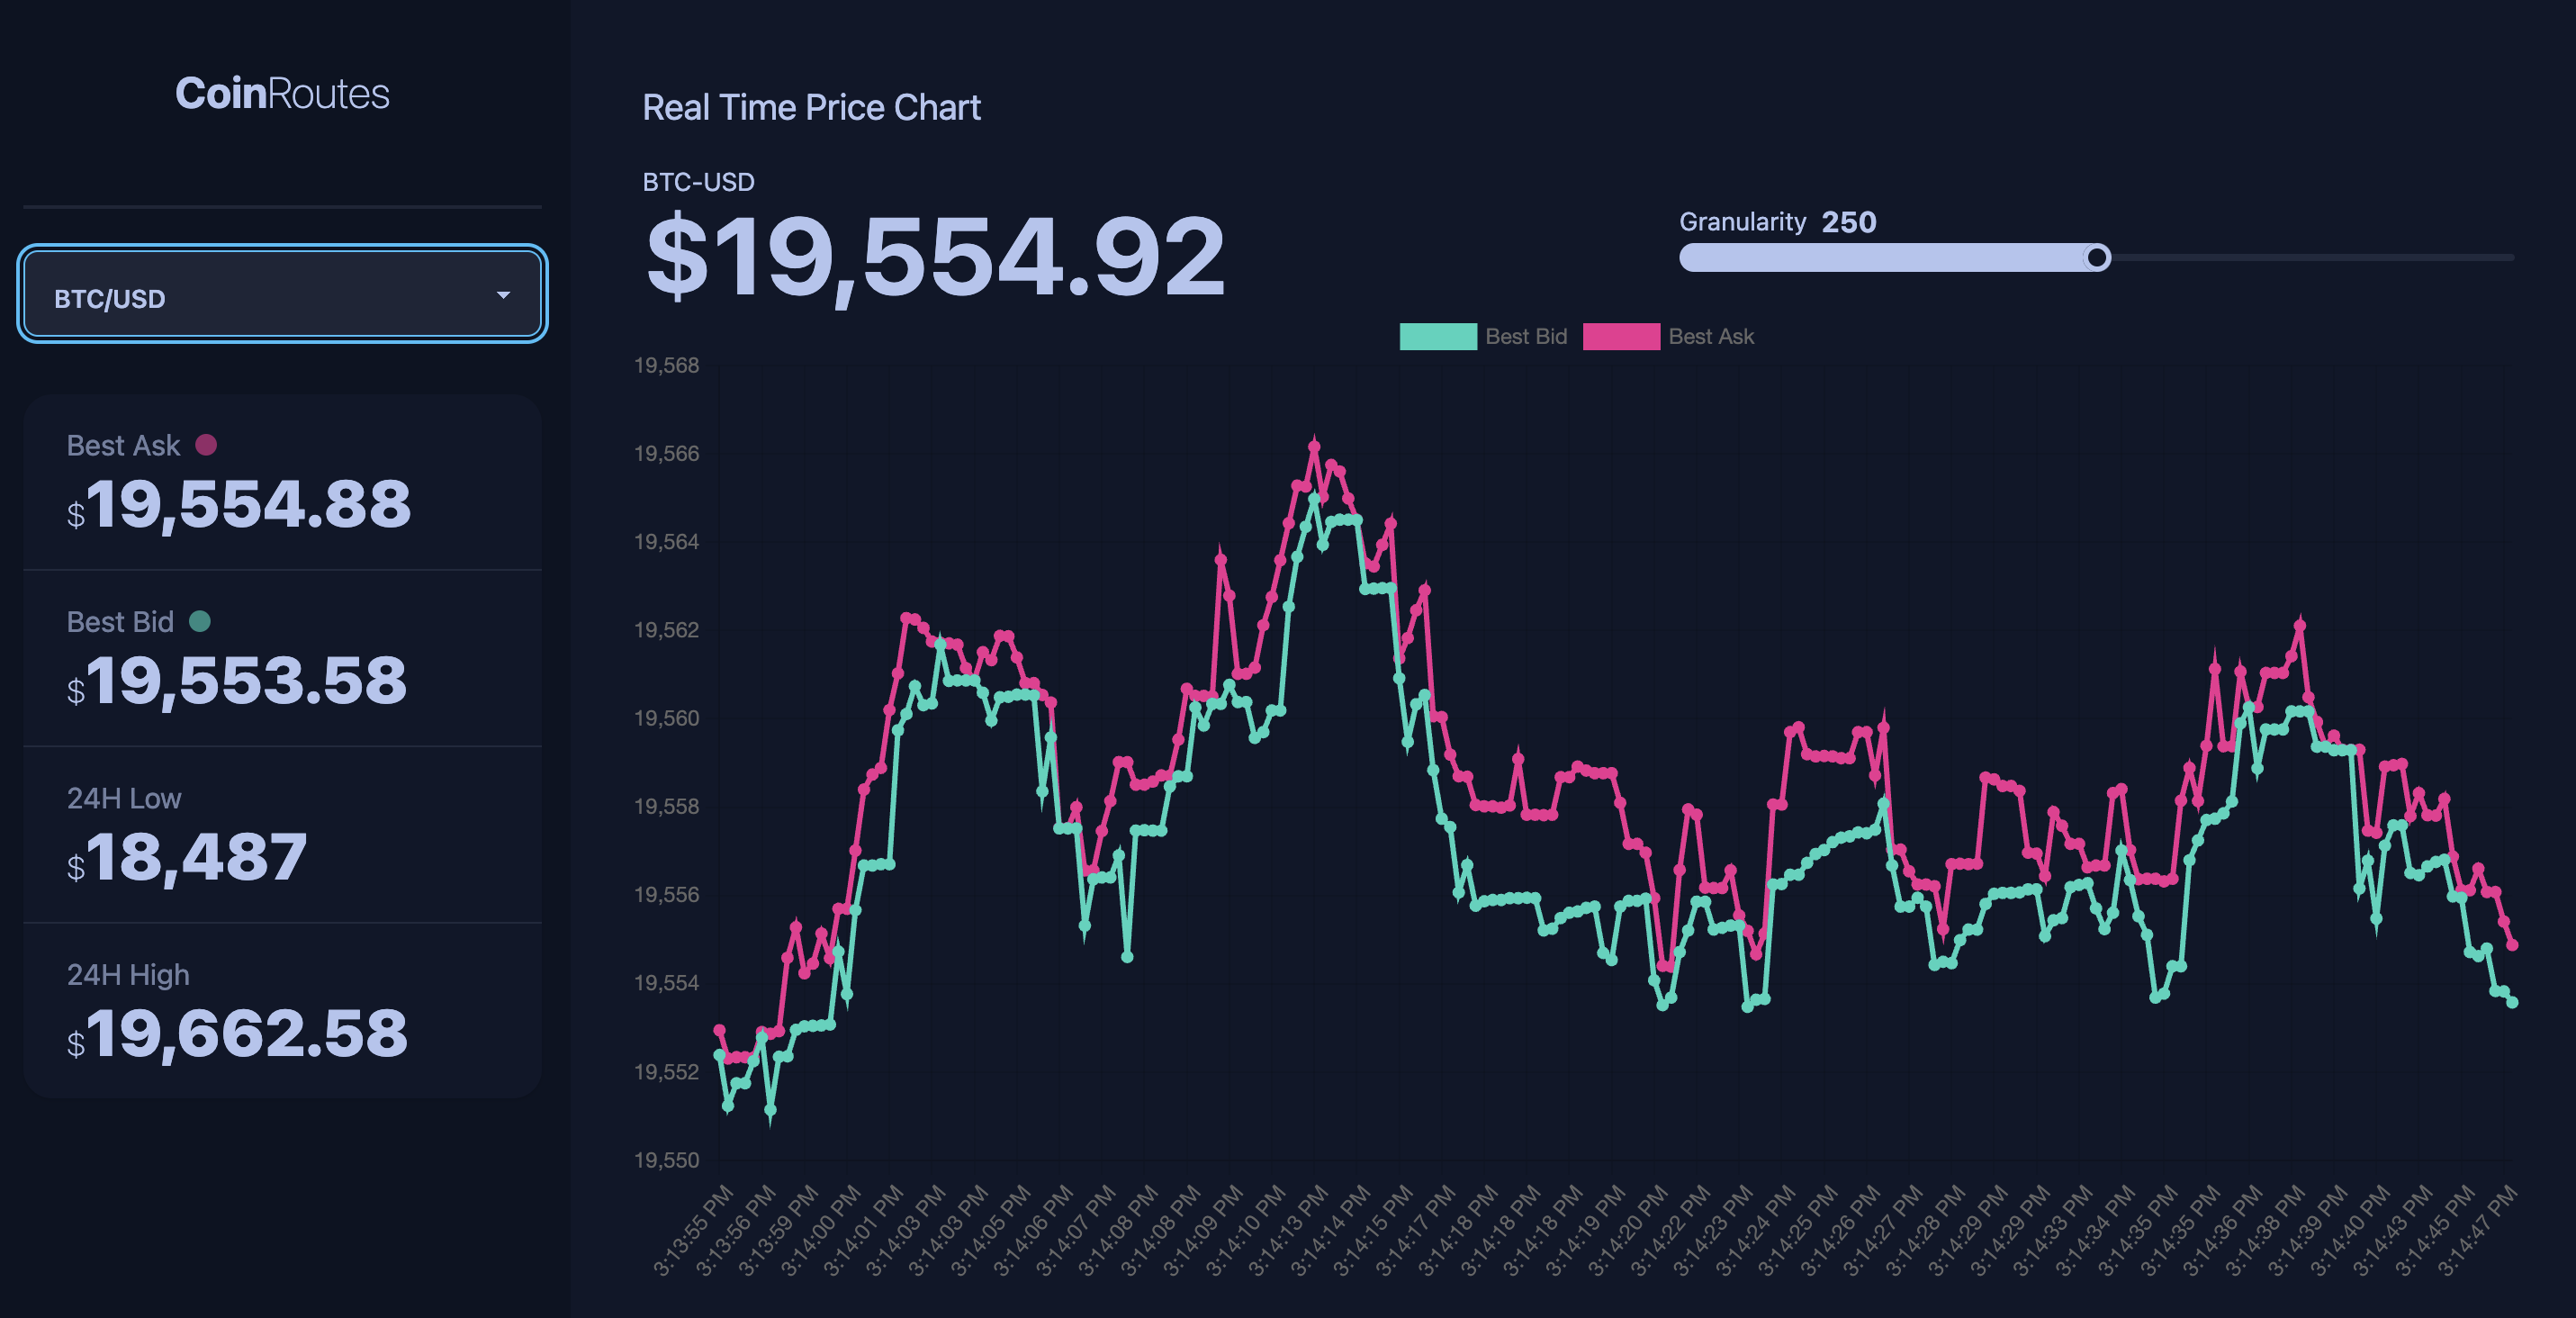 CoinRoutes
BTC/USD
Best Ask
$19,554.88
Best Bid
$19,553.58
24H Low
$18,487
24H High
$19,662.58
Real Time Price Chart
BTC-USD
$19,554.92
Granularity 250
Best Bid Best Ask
19,568
19,566
19,564
19,562
19,560
19,558
19,556
19,554
19,552
19,550
3:13:55 PM
3:13:56 PM
3:13:59 PM
3:14:00 PM
3:14:01 PM
3:14:03 PM
3:14:03 PM
3:14:05 PM
3:14:06 PM
3:14:07 PM
3:14:08 PM
3:14:08 PM
3:14:09 PM
3:14:10 PM
3:14:13 PM
3:14:14 PM
3:14:15 PM
3:14:17 PM
3:14:18 PM
3:14:18 PM
3:14:18 PM
3:14:19 PM
3:14:20 PM
3:14:22 PM
3:14:23 PM
3:14:24 PM
3:14:25 PM
3:14:26 PM
3:14:27 PM
3:14:28 PM
3:14:29 PM
3:14:29 PM
3:14:33 PM
3:14:34 PM
3:14:35 PM
3:14:35 PM
3:14:36 PM
3:14:38 PM
3:14:39 PM
3:14:40 PM
3:14:43 PM
3:14:45 PM
3:14:47 PM